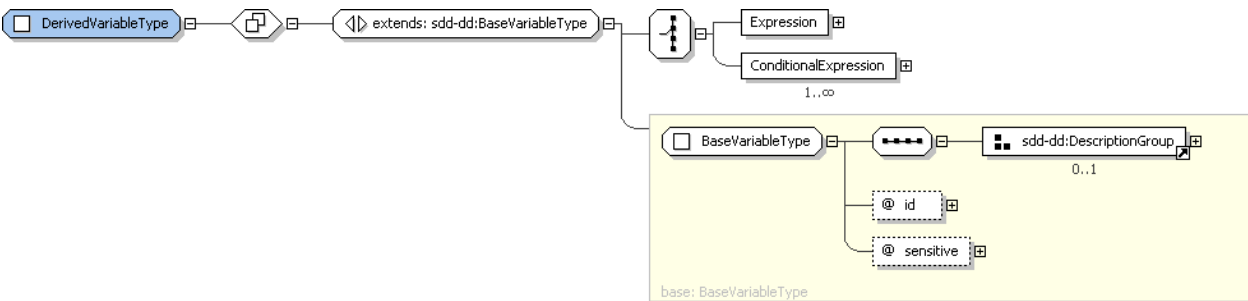 DerivedVariableType
extends: sdd-dd:BaseVariableType
Expression
ConditionalExpression
1..∞
BaseVariableType
sdd-dd:DescriptionGroup
0..1
@ id
@ sensitive
base: BaseVariableType